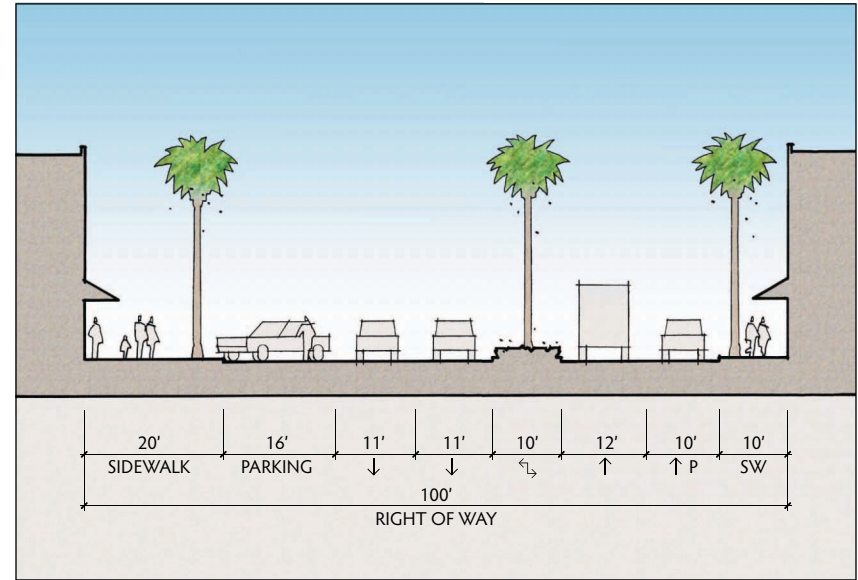 20' 16' 11' 11' 10' 12' 10' 10'
SIDEWALK PARKING ↓ ↓ ↑ ↑ P SW
100'
RIGHT OF WAY